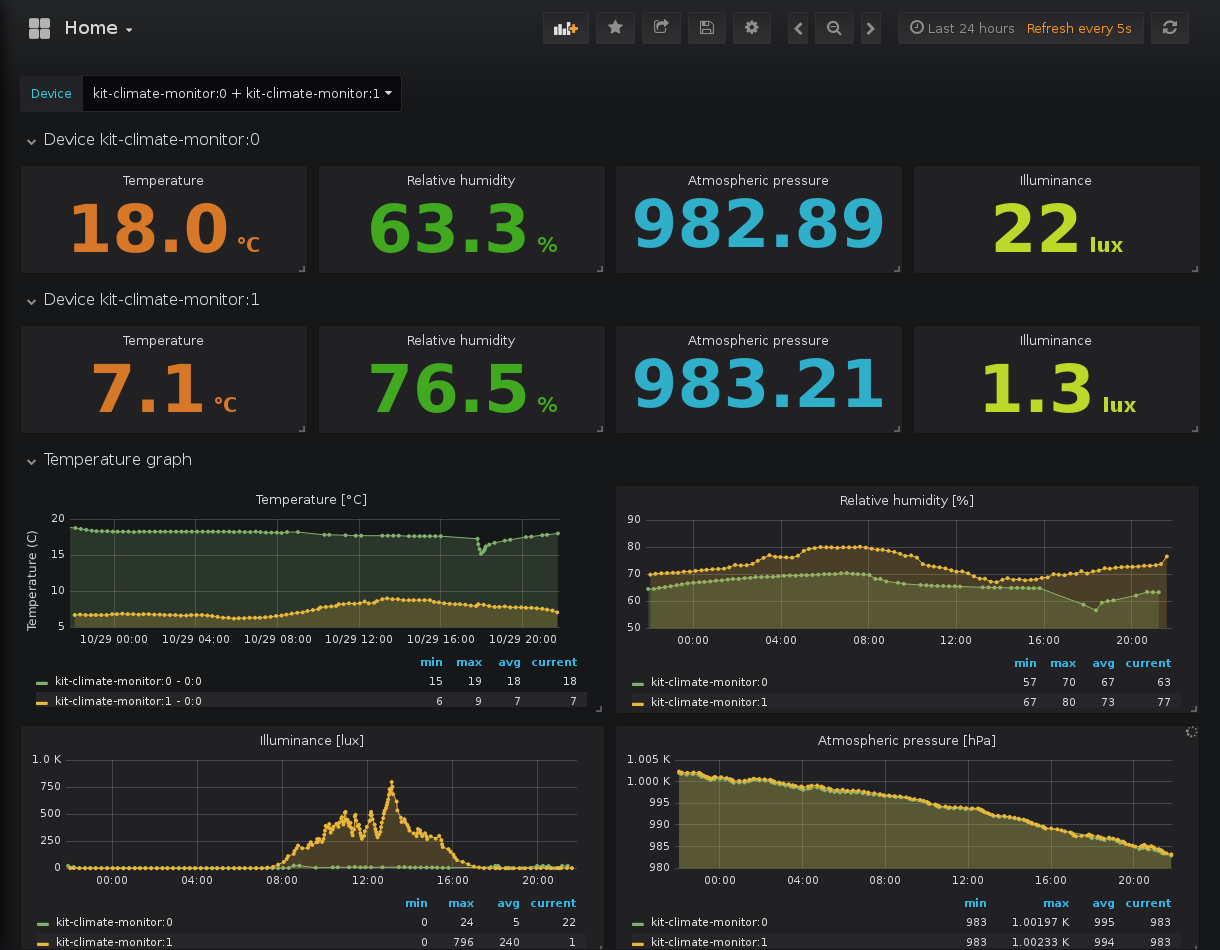 Home
Last 24 hours Refresh every 5s
Device kit-climate-monitor:0 + kit-climate-monitor:1
Device kit-climate-monitor:0
Temperature Relative humidity Atmospheric pressure Illuminance
18.0 °C 63.3 % 982.89 22 lux
Device kit-climate-monitor:1
Temperature Relative humidity Atmospheric pressure Illuminance
7.1 °C 76.5 % 983.21 1.3 lux
Temperature graph
Temperature [°C]
Temperature (C)
20
15
10
5
10/29 00:00 10/29 04:00 10/29 08:00 10/29 12:00 10/29 16:00 10/29 20:00
min max avg current
kit-climate-monitor:0 - 0:0 15 19 18 18
kit-climate-monitor:1 - 0:0 6 9 7 7
Relative humidity [%]
90
80
70
60
50
00:00 04:00 08:00 12:00 16:00 20:00
min max avg current
kit-climate-monitor:0 57 70 67 63
kit-climate-monitor:1 67 80 73 77
Illuminance [lux]
1.0 K
750
500
250
0
00:00 04:00 08:00 12:00 16:00 20:00
min max avg current
kit-climate-monitor:0 0 24 5 22
kit-climate-monitor:1 0 796 240 1
Atmospheric pressure [hPa]
1.005 K
1.000 K
995
990
985
980
00:00 04:00 08:00 12:00 16:00 20:00
min max avg current
kit-climate-monitor:0 983 1.00197 K 995 983
kit-climate-monitor:1 983 1.00233 K 994 983